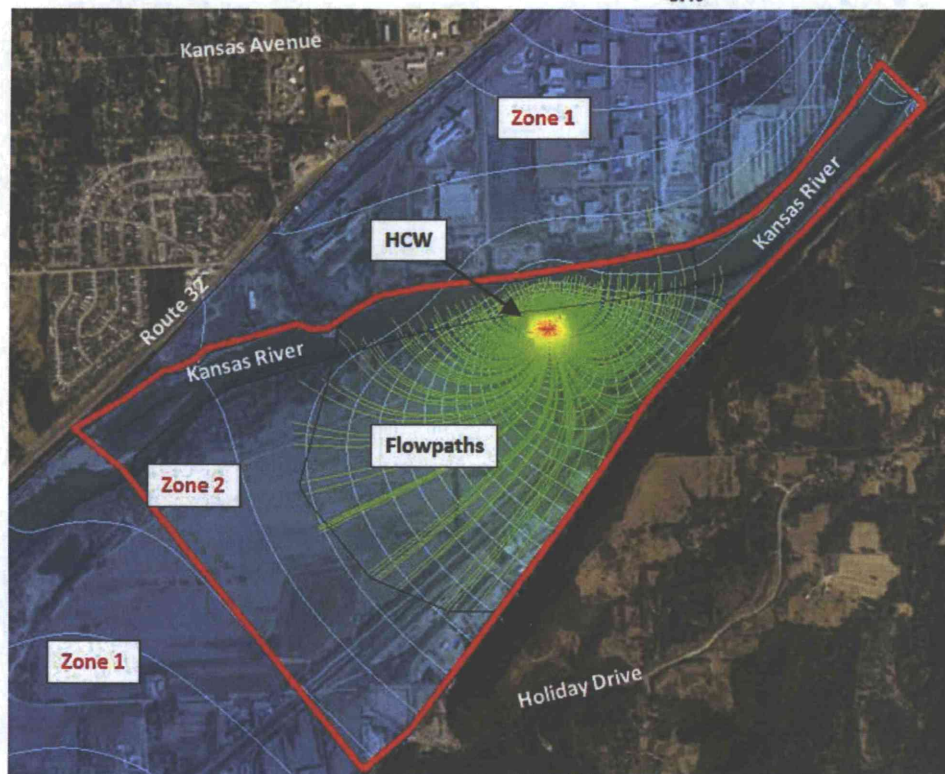 Kansas Avenue
Zone 1
Kansas River
HCW
Route 32
Kansas River
Flowpaths
Zone 2
Zone 1
Holiday Drive